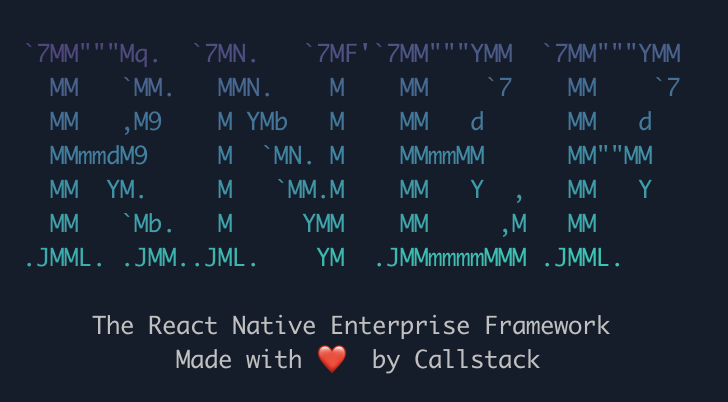 `7MM"""Mq.  `7MN.   `7MF'`7MM"""YMM  `7MM"""YMM
  MM   `MM.   MMN.    M    MM    `7    MM    `7
  MM   ,M9    M YMb   M    MM   d      MM   d
  MMmmdM9     M  `MN. M    MMmmMM      MM""MM
  MM  YM.     M   `MM.M    MM   Y  ,   MM   Y
  MM   `Mb.   M     YMM    MM     ,M   MM
.JMML. .JMM..JML.    YM  .JMMmmmmMMM .JMML.
The React Native Enterprise Framework
Made with ❤️ by Callstack